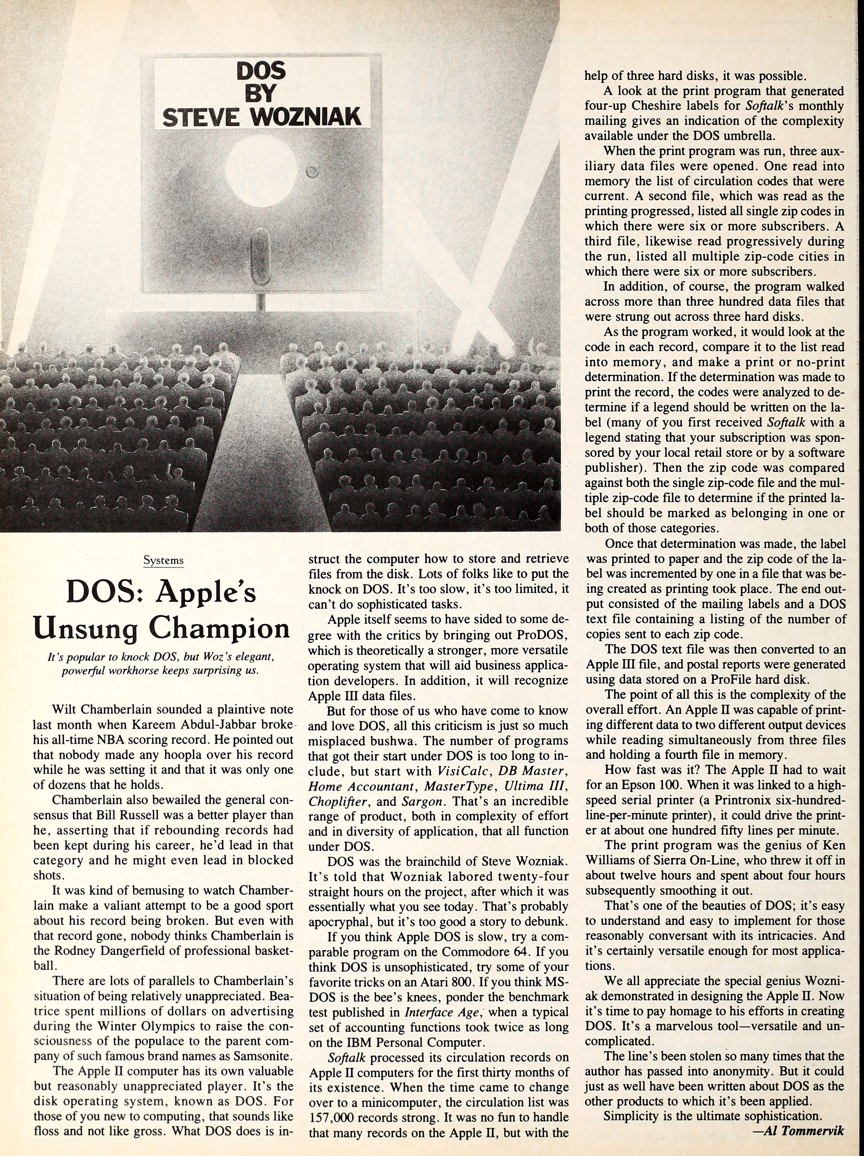 DOS
BY
STEVE WOZNIAK
Systems
DOS: Apple's
Unsung Champion
It's popular to knock DOS, but Woz's elegant,
powerful workhorse keeps surprising us.
Wilt Chamberlain sounded a plaintive note
last month when Kareem Abdul-Jabbar broke
his all-time NBA scoring record. He pointed out
that nobody made any hoopla over his record
while he was setting it and that it was only one
of dozens that he holds.
Chamberlain also bewailed the general con-
sensus that Bill Russell was a better player than
he, asserting that if rebounding records had
been kept during his career, he'd lead in that
category and he might even lead in blocked
shots.
It was kind of bemusing to watch Chamber-
lain make a valiant attempt to be a good sport
about his record being broken. But even with
that record gone, nobody thinks Chamberlain is
the Rodney Dangerfield of professional basket-
ball.
There are lots of parallels to Chamberlain's
situation of being relatively unappreciated. Bea-
trice spent millions of dollars on advertising
during the Winter Olympics to raise the con-
sciousness of the populace to the parent com-
pany of such famous brand names as Samsonite.
The Apple II computer has its own valuable
but reasonably unappreciated player. It's the
disk operating system, known as DOS. For
those of you new to computing, that sounds like
floss and not like gross. What DOS does is in-
struct the computer how to store and retrieve
files from the disk. Lots of folks like to put the
knock on DOS. It's too slow, it's too limited, it
can't do sophisticated tasks.
Apple itself seems to have sided to some de-
gree with the critics by bringing out ProDOS,
which is theoretically a stronger, more versatile
operating system that will aid business applica-
tion developers. In addition, it will recognize
Apple III data files.
But for those of us who have come to know
and love DOS, all this criticism is just so much
misplaced bushwa. The number of programs
that got their start under DOS is too long to in-
clude, but start with VisiCalc, DB Master,
Home Accountant, MasterType, Ultima III,
Choplifter, and Sargon. That's an incredible
range of product, both in complexity of effort
and in diversity of application, that all function
under DOS.
DOS was the brainchild of Steve Wozniak.
It's told that Wozniak labored twenty-four
straight hours on the project, after which it was
essentially what you see today. That's probably
apocryphal, but it's too good a story to debunk.
If you think Apple DOS is slow, try a com-
parable program on the Commodore 64. If you
think DOS is unsophisticated, try some of your
favorite tricks on an Atari 800. If you think MS-
DOS is the bee's knees, ponder the benchmark
test published in Interface Age, when a typical
set of accounting functions took twice as long
on the IBM Personal Computer.
Softalk processed its circulation records on
Apple II computers for the first thirty months of
its existence. When the time came to change
over to a minicomputer, the circulation list was
157,000 records strong. It was no fun to handle
that many records on the Apple II, but with the
help of three hard disks, it was possible.
A look at the print program that generated
four-up Cheshire labels for Softalk's monthly
mailing gives an indication of the complexity
available under the DOS umbrella.
When the print program was run, three aux-
iliary data files were opened. One read into
memory the list of circulation codes that were
current. A second file, which was read as the
printing progressed, listed all single zip codes in
which there were six or more subscribers. A
third file, likewise read progressively during
the run, listed all multiple zip-code cities in
which there were six or more subscribers.
In addition, of course, the program walked
across more than three hundred data files that
were strung out across three hard disks.
As the program worked, it would look at the
code in each record, compare it to the list read
into memory, and make a print or no-print
determination. If the determination was made to
print the record, the codes were analyzed to de-
termine if a legend should be written on the la-
bel (many of you first received Softalk with a
legend stating that your subscription was spon-
sored by your local retail store or by a software
publisher). Then the zip code was compared
against both the single zip-code file and the mul-
tiple zip-code file to determine if the printed la-
bel should be marked as belonging in one or
both of those categories.
Once that determination was made, the label
was printed to paper and the zip code of the la-
bel was incremented by one in a file that was be-
ing created as printing took place. The end out-
put consisted of the mailing labels and a DOS
text file containing a listing of the number of
copies sent to each zip code.
The DOS text file was then converted to an
Apple III file, and postal reports were generated
using data stored on a ProFile hard disk.
The point of all this is the complexity of the
overall effort. An Apple II was capable of print-
ing different data to two different output devices
while reading simultaneously from three files
and holding a fourth file in memory.
How fast was it? The Apple II had to wait
for an Epson 100. When it was linked to a high-
speed serial printer (a Printronix six-hundred-
line-per-minute printer), it could drive the print-
er at about one hundred fifty lines per minute.
The print program was the genius of Ken
Williams of Sierra On-Line, who threw it off in
about twelve hours and spent about four hours
subsequently smoothing it out.
That's one of the beauties of DOS; it's easy
to understand and easy to implement for those
reasonably conversant with its intricacies. And
it's certainly versatile enough for most applica-
tions.
We all appreciate the special genius Wozni-
ak demonstrated in designing the Apple II. Now
it's time to pay homage to his efforts in creating
DOS. It's a marvelous tool—versatile and un-
complicated.
The line's been stolen so many times that the
author has passed into anonymity. But it could
just as well have been written about DOS as the
other products to which it's been applied.
Simplicity is the ultimate sophistication.
—Al Tommervik